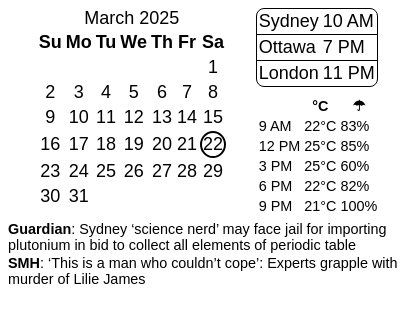 March 2025
Su Mo Tu We Th Fr Sa
1
2 3 4 5 6 7 8
9 10 11 12 13 14 15
16 17 18 19 20 21 22
23 24 25 26 27 28 29
30 31
Sydney 10 AM
Ottawa 7 PM
London 11 PM
°C ☂
9 AM 22°C 83%
12 PM 25°C 85%
3 PM 25°C 60%
6 PM 22°C 82%
9 PM 21°C 100%
Guardian: Sydney ‘science nerd’ may face jail for importing
plutonium in bid to collect all elements of periodic table
SMH: ‘This is a man who couldn’t cope’: Experts grapple with
murder of Lilie James